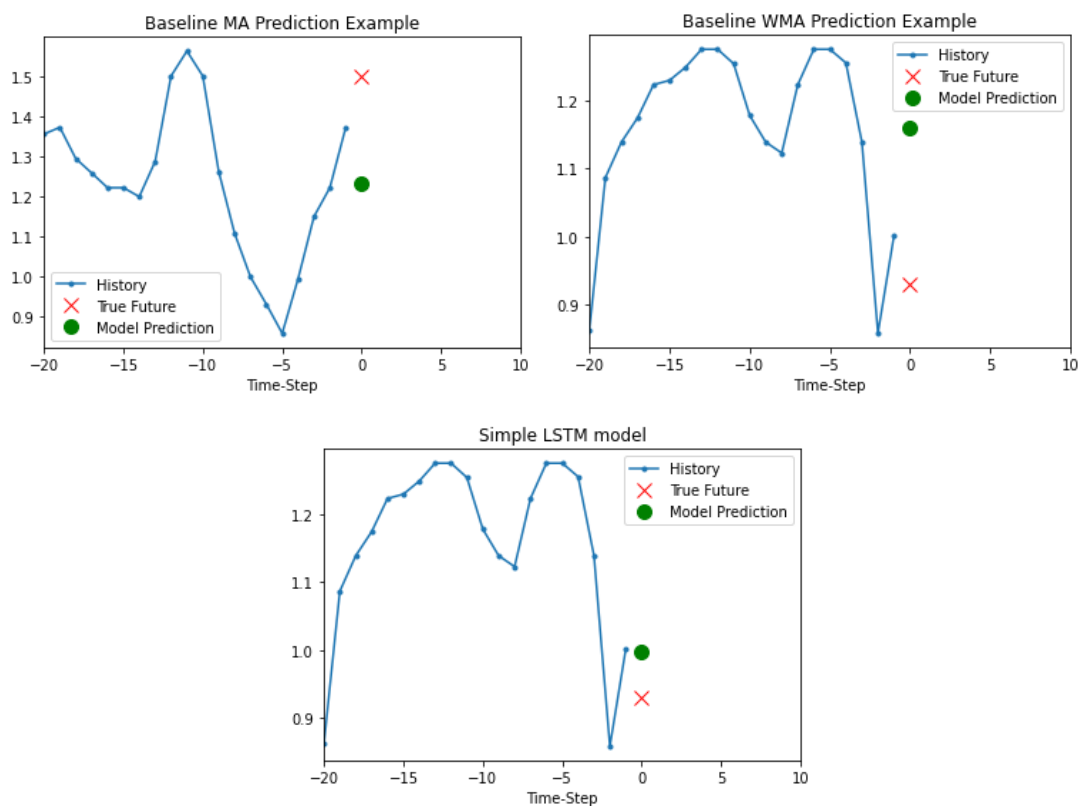 Baseline MA Prediction Example
1.5
1.4
1.3
1.2
1.1
1.0
0.9
History
True Future
Model Prediction
−20
−15
−10
−5
0
5
10
Time-Step
Baseline WMA Prediction Example
1.2
1.1
1.0
0.9
History
True Future
Model Prediction
−20
−15
−10
−5
0
5
10
Time-Step
Simple LSTM model
1.2
1.1
1.0
0.9
History
True Future
Model Prediction
−20
−15
−10
−5
0
5
10
Time-Step